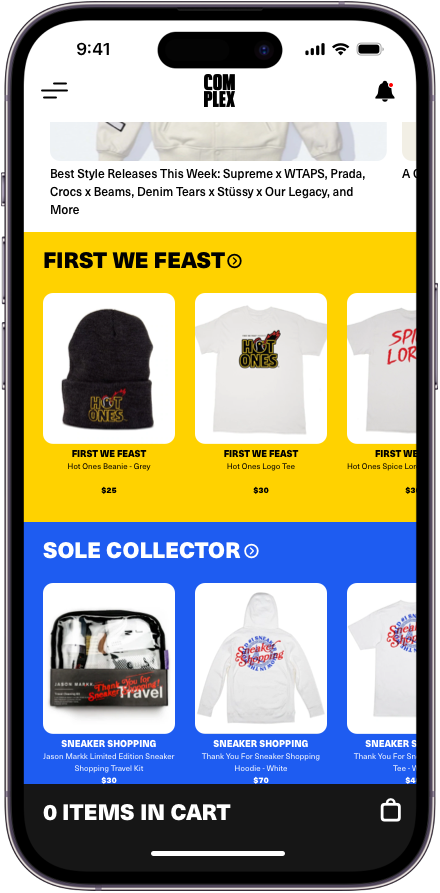 9:41
COM
PLEX
Best Style Releases This Week: Supreme x WTAPS, Prada,
Crocs x Beams, Denim Tears x Stüssy x Our Legacy, and
More
A
FIRST WE FEAST
HOT
ONES
HOT
ONES
SPI
LOR
FIRST WE FEAST
Hot Ones Beanie - Grey
$25
FIRST WE FEAST
Hot Ones Logo Tee
$30
FIRST WE
Hot Ones Spice Lor
$3
SOLE COLLECTOR
JASON MARKK
Thank You for
Sneaker Shopping!
Travel
Sneaker
Shopping
SNEAKER SHOPPING
Jason Markk Limited Edition Sneaker
Shopping Travel Kit
$30
SNEAKER SHOPPING
Thank You For Sneaker Shopping
Hoodie - White
$70
SNEAKER S
Thank You For Sn
Tee - W
$4
0 ITEMS IN CART